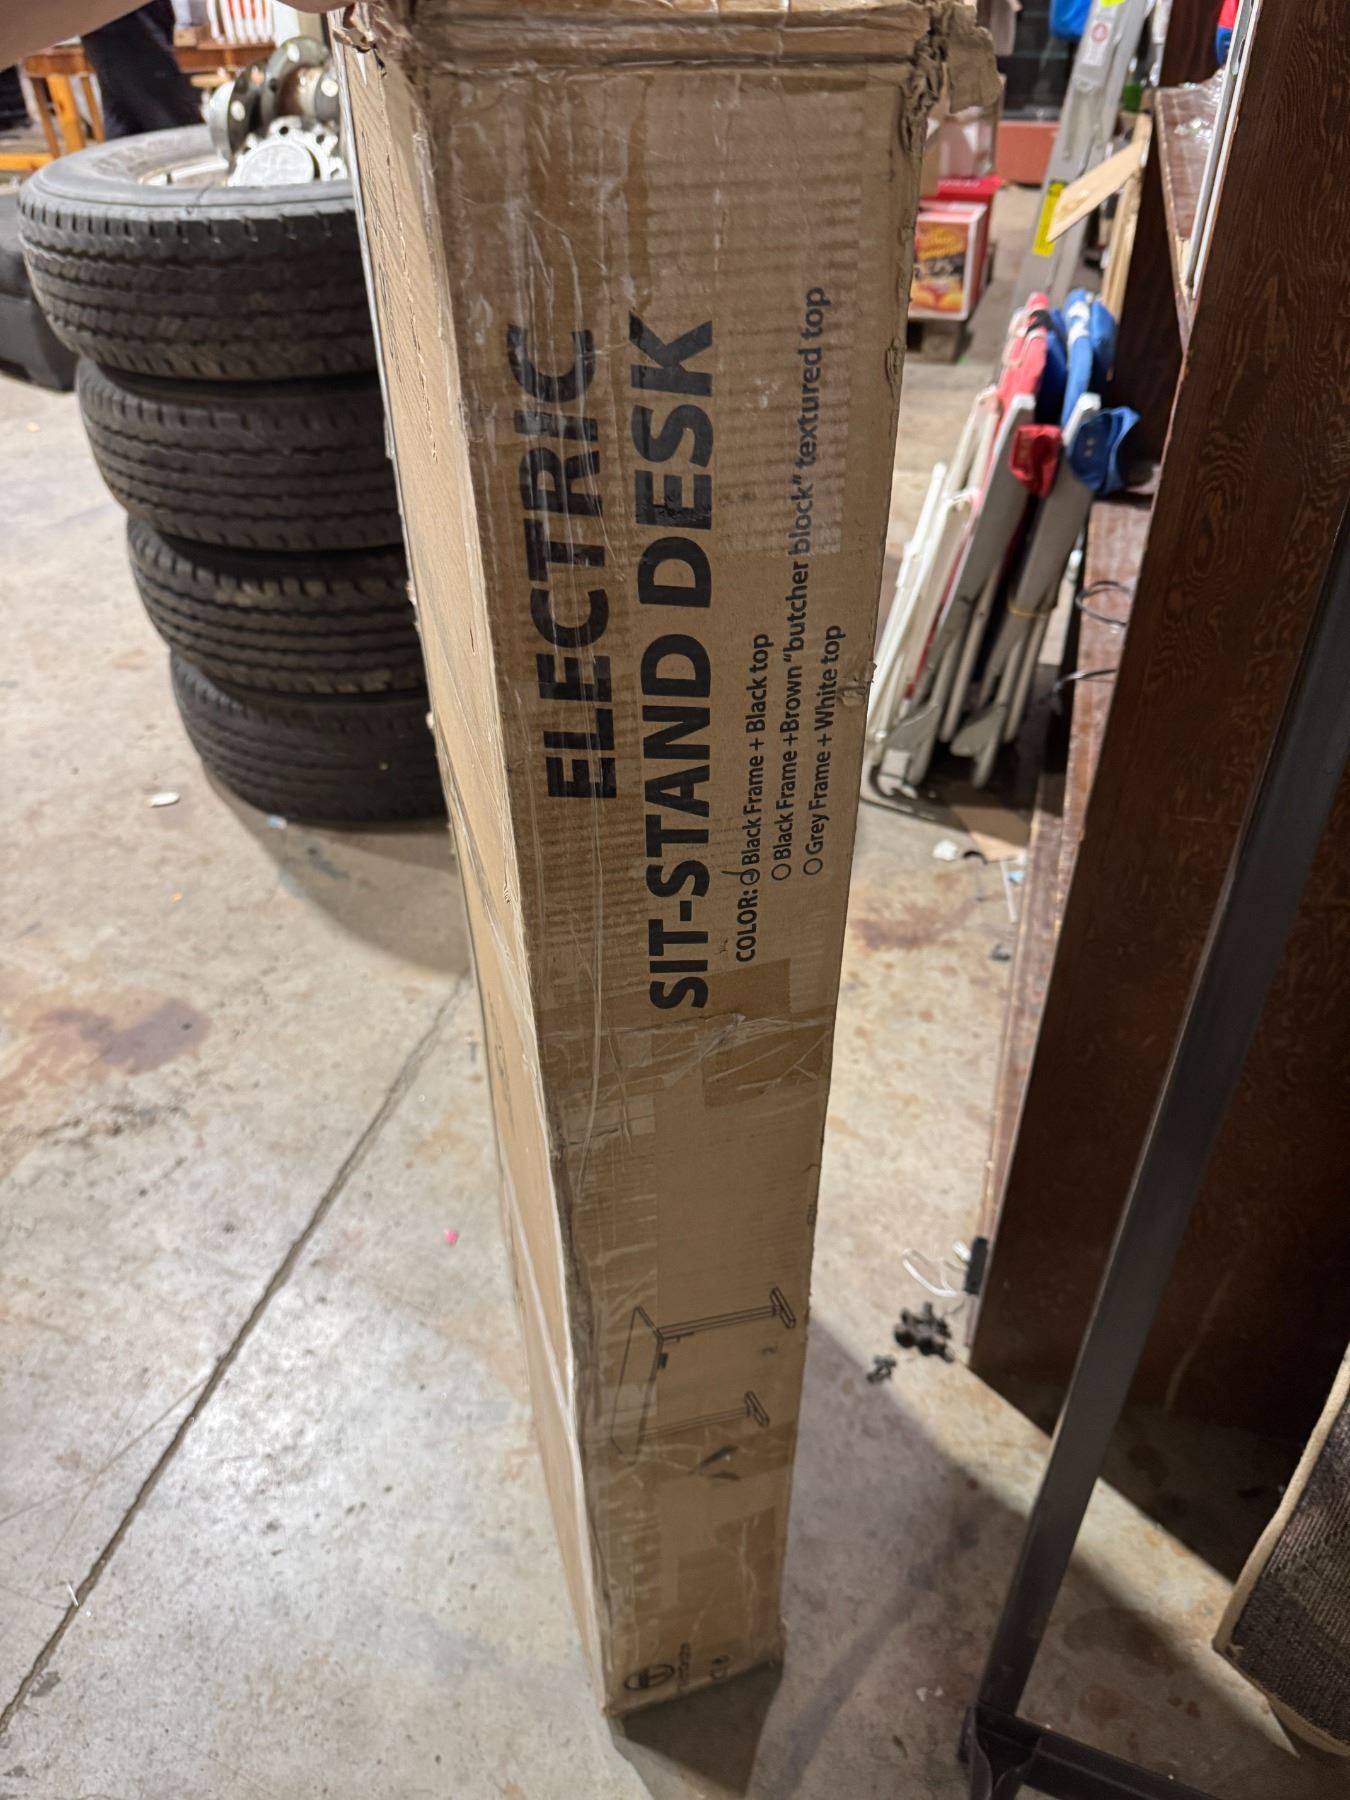 ELECTRIC
SIT-STAND DESK
COLOR: Black Frame + Black top
Black Frame +Brown "butcher block" textured top
Grey Frame + White top